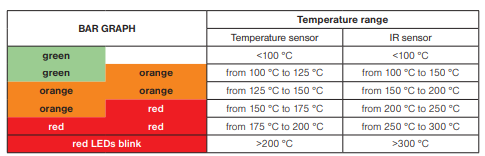 BAR GRAPH Temperature range
Temperature sensor IR sensor
green <100 °C <100 °C
green orange from 100 °C to 125 °C from 100 °C to 150 °C
orange orange from 125 °C to 150 °C from 150 °C to 200 °C
orange red from 150 °C to 175 °C from 200 °C to 250 °C
red red from 175 °C to 200 °C from 250 °C to 300 °C
red LEDs blink >200 °C >300 °C